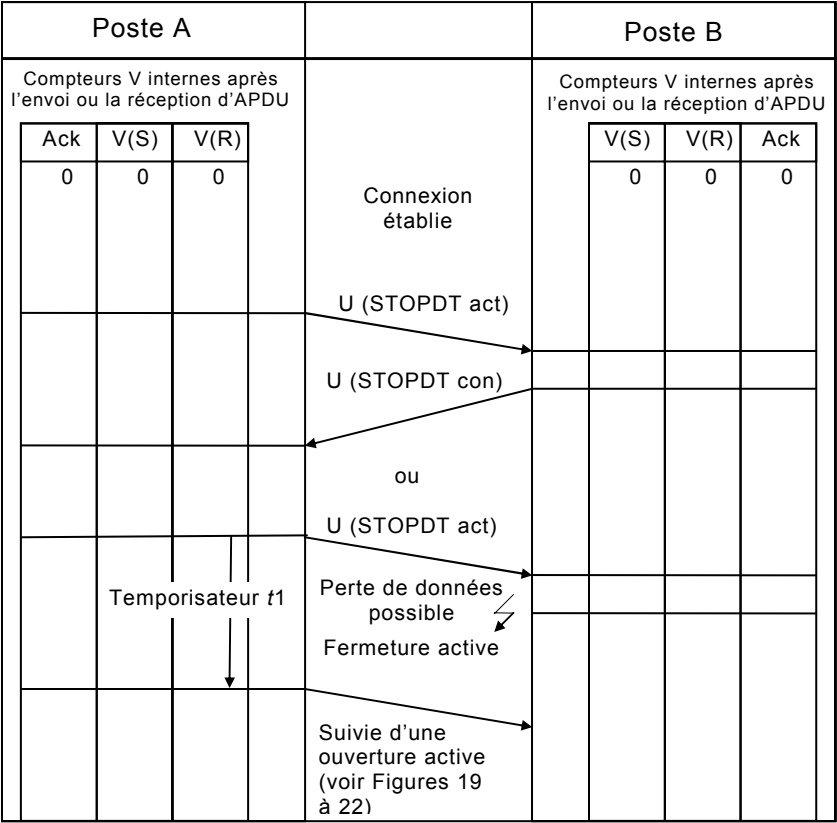 Poste A
Poste B
Compteurs V internes après
l'envoi ou la réception d'APDU
Compteurs V internes après
l'envoi ou la réception d'APDU
Ack V(S) V(R)
V(S) V(R) Ack
0 0 0
0 0 0
Connexion
établie
U (STOPDT act)
U (STOPDT con)
ou
U (STOPDT act)
Temporisateur t1
Perte de données
possible
Fermeture active
Suivie d'une
ouverture active
(voir Figures 19
à 22)